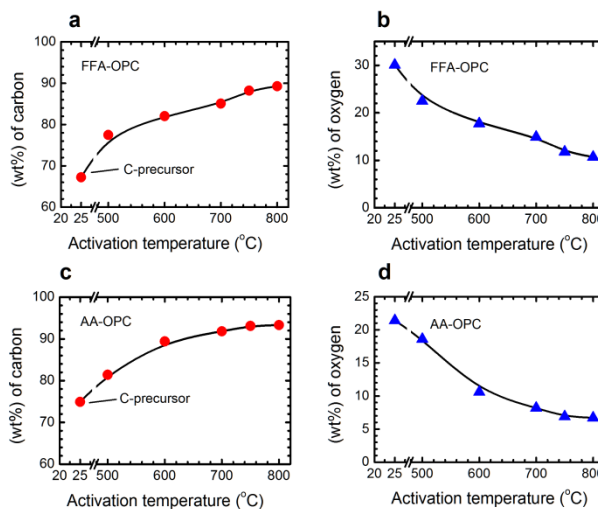 a
FFA-OPC
C-precursor
(wt%) of carbon
100
90
80
70
60
20 25 500 600 700 800
Activation temperature (°C)
b
FFA-OPC
(wt%) of oxygen
30
20
10
0
20 25 500 600 700 800
Activation temperature (°C)
c
AA-OPC
C-precursor
(wt%) of carbon
100
90
80
70
60
20 25 500 600 700 800
Activation temperature (°C)
d
AA-OPC
(wt%) of oxygen
25
20
15
10
5
0
20 25 500 600 700 800
Activation temperature (°C)